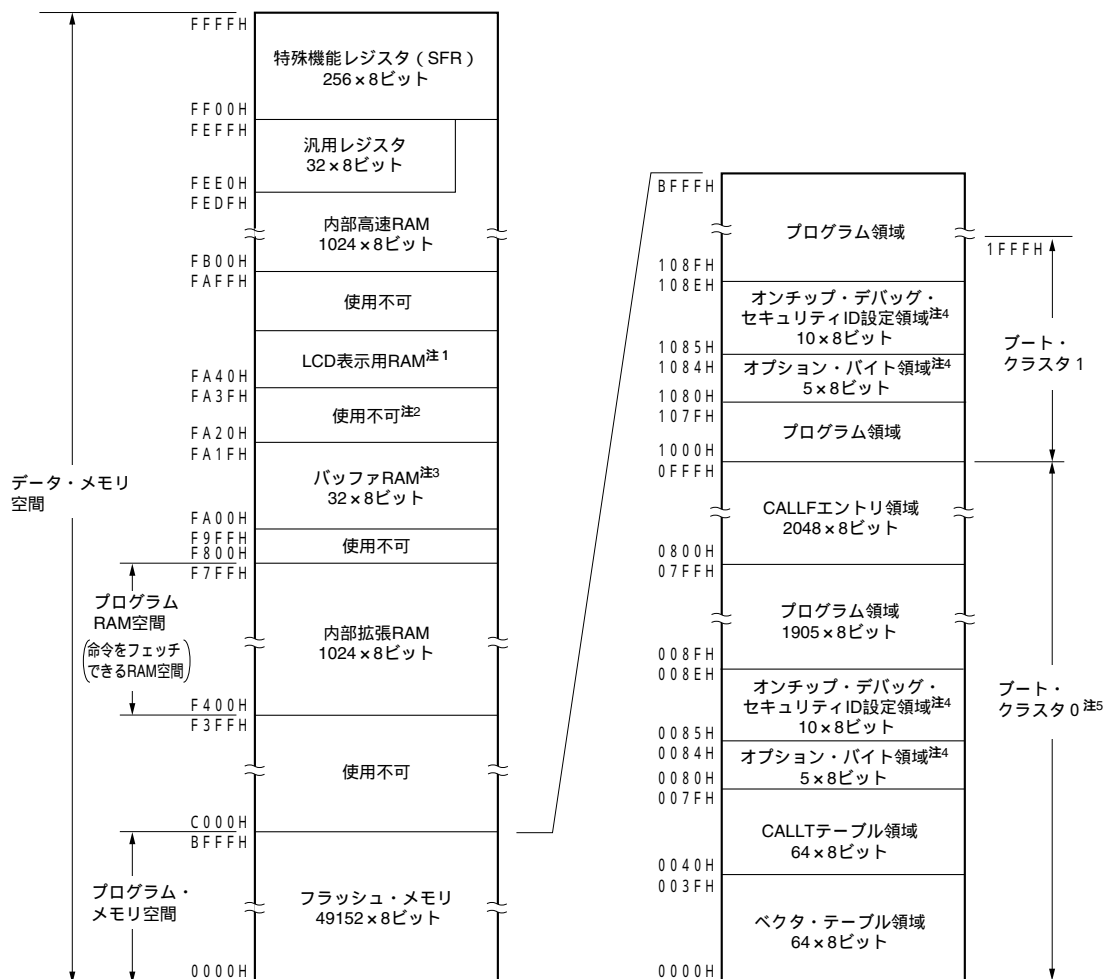 FFFFH
特殊機能レジスタ（SFR）
256×8ビット
FF00H
FEFFH
汎用レジスタ
32×8ビット
FEE0H
FEDFH
内部高速RAM
1024×8ビット
FB00H
FAFFH
使用不可
LCD表示用RAM注1
FA40H
FA3FH
使用不可注2
FA20H
FA1FH
バッファRAM注3
32×8ビット
FA00H
F9FFH
使用不可
F800H
F7FFH
内部拡張RAM
1024×8ビット
F400H
F3FFH
使用不可
C000H
BFFFH
フラッシュ・メモリ
49152×8ビット
0000H
データ・メモリ
空間
プログラム
RAM空間
(命令をフェッチ
できるRAM空間)
プログラム・
メモリ空間
BFFFH
プログラム領域
108FH
108EH
オンチップ・デバッグ・
セキュリティID設定領域注4
10×8ビット
1085H
1084H
オプション・バイト領域注4
5×8ビット
1080H
107FH
プログラム領域
1000H
0FFFH
CALLFエントリ領域
2048×8ビット
0800H
07FFH
プログラム領域
1905×8ビット
008FH
008EH
オンチップ・デバッグ・
セキュリティID設定領域注4
10×8ビット
0085H
0084H
オプション・バイト領域注4
5×8ビット
0080H
007FH
CALLTテーブル領域
64×8ビット
0040H
003FH
ベクタ・テーブル領域
64×8ビット
0000H
1FFFH
ブート・
クラスタ1
ブート・
クラスタ0注5